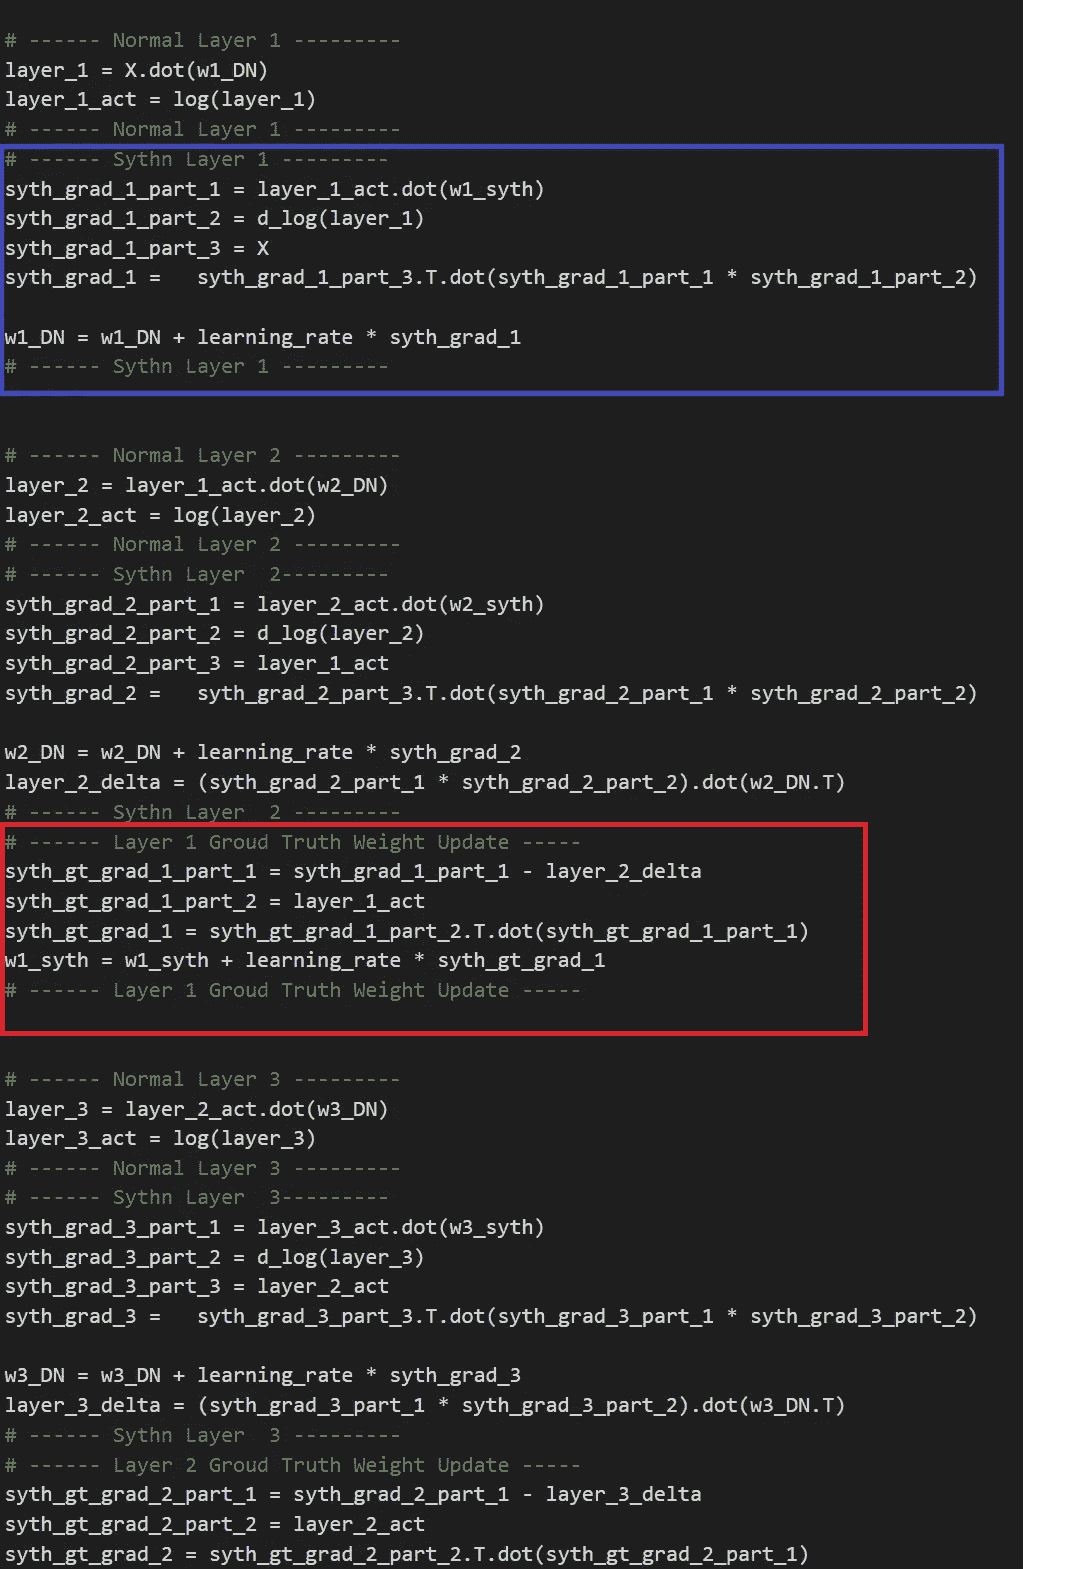 # ------ Normal Layer 1 ---------
layer_1 = X.dot(w1_DN)
layer_1_act = log(layer_1)
# ------ Normal Layer 1 ---------
# ------ Sythn Layer 1 ---------
syth_grad_1_part_1 = layer_1_act.dot(w1_syth)
syth_grad_1_part_2 = d_log(layer_1)
syth_grad_1_part_3 = X
syth_grad_1 =   syth_grad_1_part_3.T.dot(syth_grad_1_part_1 * syth_grad_1_part_2)
w1_DN = w1_DN + learning_rate * syth_grad_1
# ------ Sythn Layer 1 ---------
# ------ Normal Layer 2 ---------
layer_2 = layer_1_act.dot(w2_DN)
layer_2_act = log(layer_2)
# ------ Normal Layer 2 ---------
# ------ Sythn Layer  2---------
syth_grad_2_part_1 = layer_2_act.dot(w2_syth)
syth_grad_2_part_2 = d_log(layer_2)
syth_grad_2_part_3 = layer_1_act
syth_grad_2 =   syth_grad_2_part_3.T.dot(syth_grad_2_part_1 * syth_grad_2_part_2)
w2_DN = w2_DN + learning_rate * syth_grad_2
layer_2_delta = (syth_grad_2_part_1 * syth_grad_2_part_2).dot(w2_DN.T)
# ------ Sythn Layer  2 ---------
# ------ Layer 1 Groud Truth Weight Update -----
syth_gt_grad_1_part_1 = syth_grad_1_part_1 - layer_2_delta
syth_gt_grad_1_part_2 = layer_1_act
syth_gt_grad_1 = syth_gt_grad_1_part_2.T.dot(syth_gt_grad_1_part_1)
w1_syth = w1_syth + learning_rate * syth_gt_grad_1
# ------ Layer 1 Groud Truth Weight Update -----
# ------ Normal Layer 3 ---------
layer_3 = layer_2_act.dot(w3_DN)
layer_3_act = log(layer_3)
# ------ Normal Layer 3 ---------
# ------ Sythn Layer  3---------
syth_grad_3_part_1 = layer_3_act.dot(w3_syth)
syth_grad_3_part_2 = d_log(layer_3)
syth_grad_3_part_3 = layer_2_act
syth_grad_3 =   syth_grad_3_part_3.T.dot(syth_grad_3_part_1 * syth_grad_3_part_2)
w3_DN = w3_DN + learning_rate * syth_grad_3
layer_3_delta = (syth_grad_3_part_1 * syth_grad_3_part_2).dot(w3_DN.T)
# ------ Sythn Layer  3 ---------
# ------ Layer 2 Groud Truth Weight Update -----
syth_gt_grad_2_part_1 = syth_grad_2_part_1 - layer_3_delta
syth_gt_grad_2_part_2 = layer_2_act
syth_gt_grad_2 = syth_gt_grad_2_part_2.T.dot(syth_gt_grad_2_part_1)